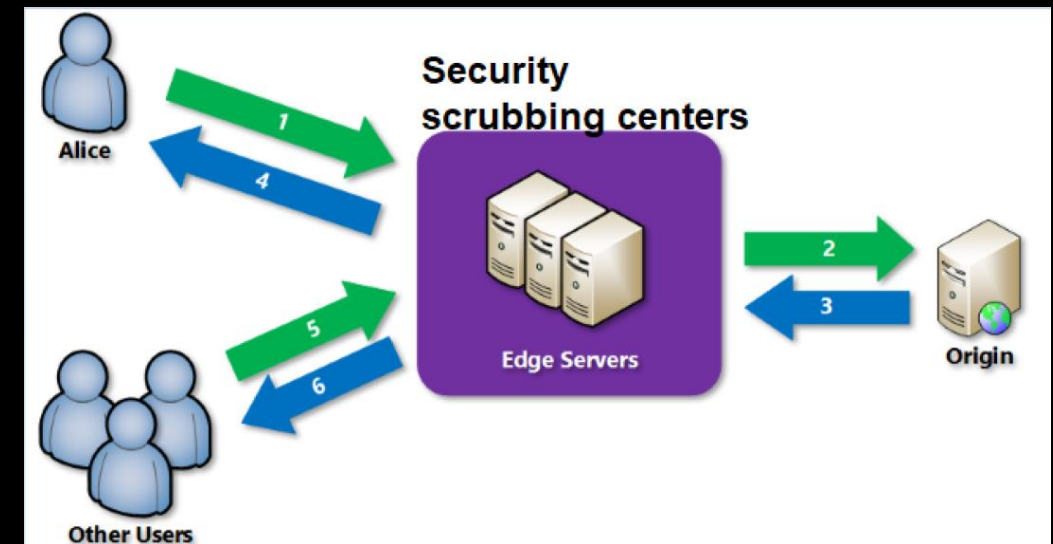 Security
scrubbing centers
Alice
1
4
2
3
5
6
Edge Servers
Origin
Other Users